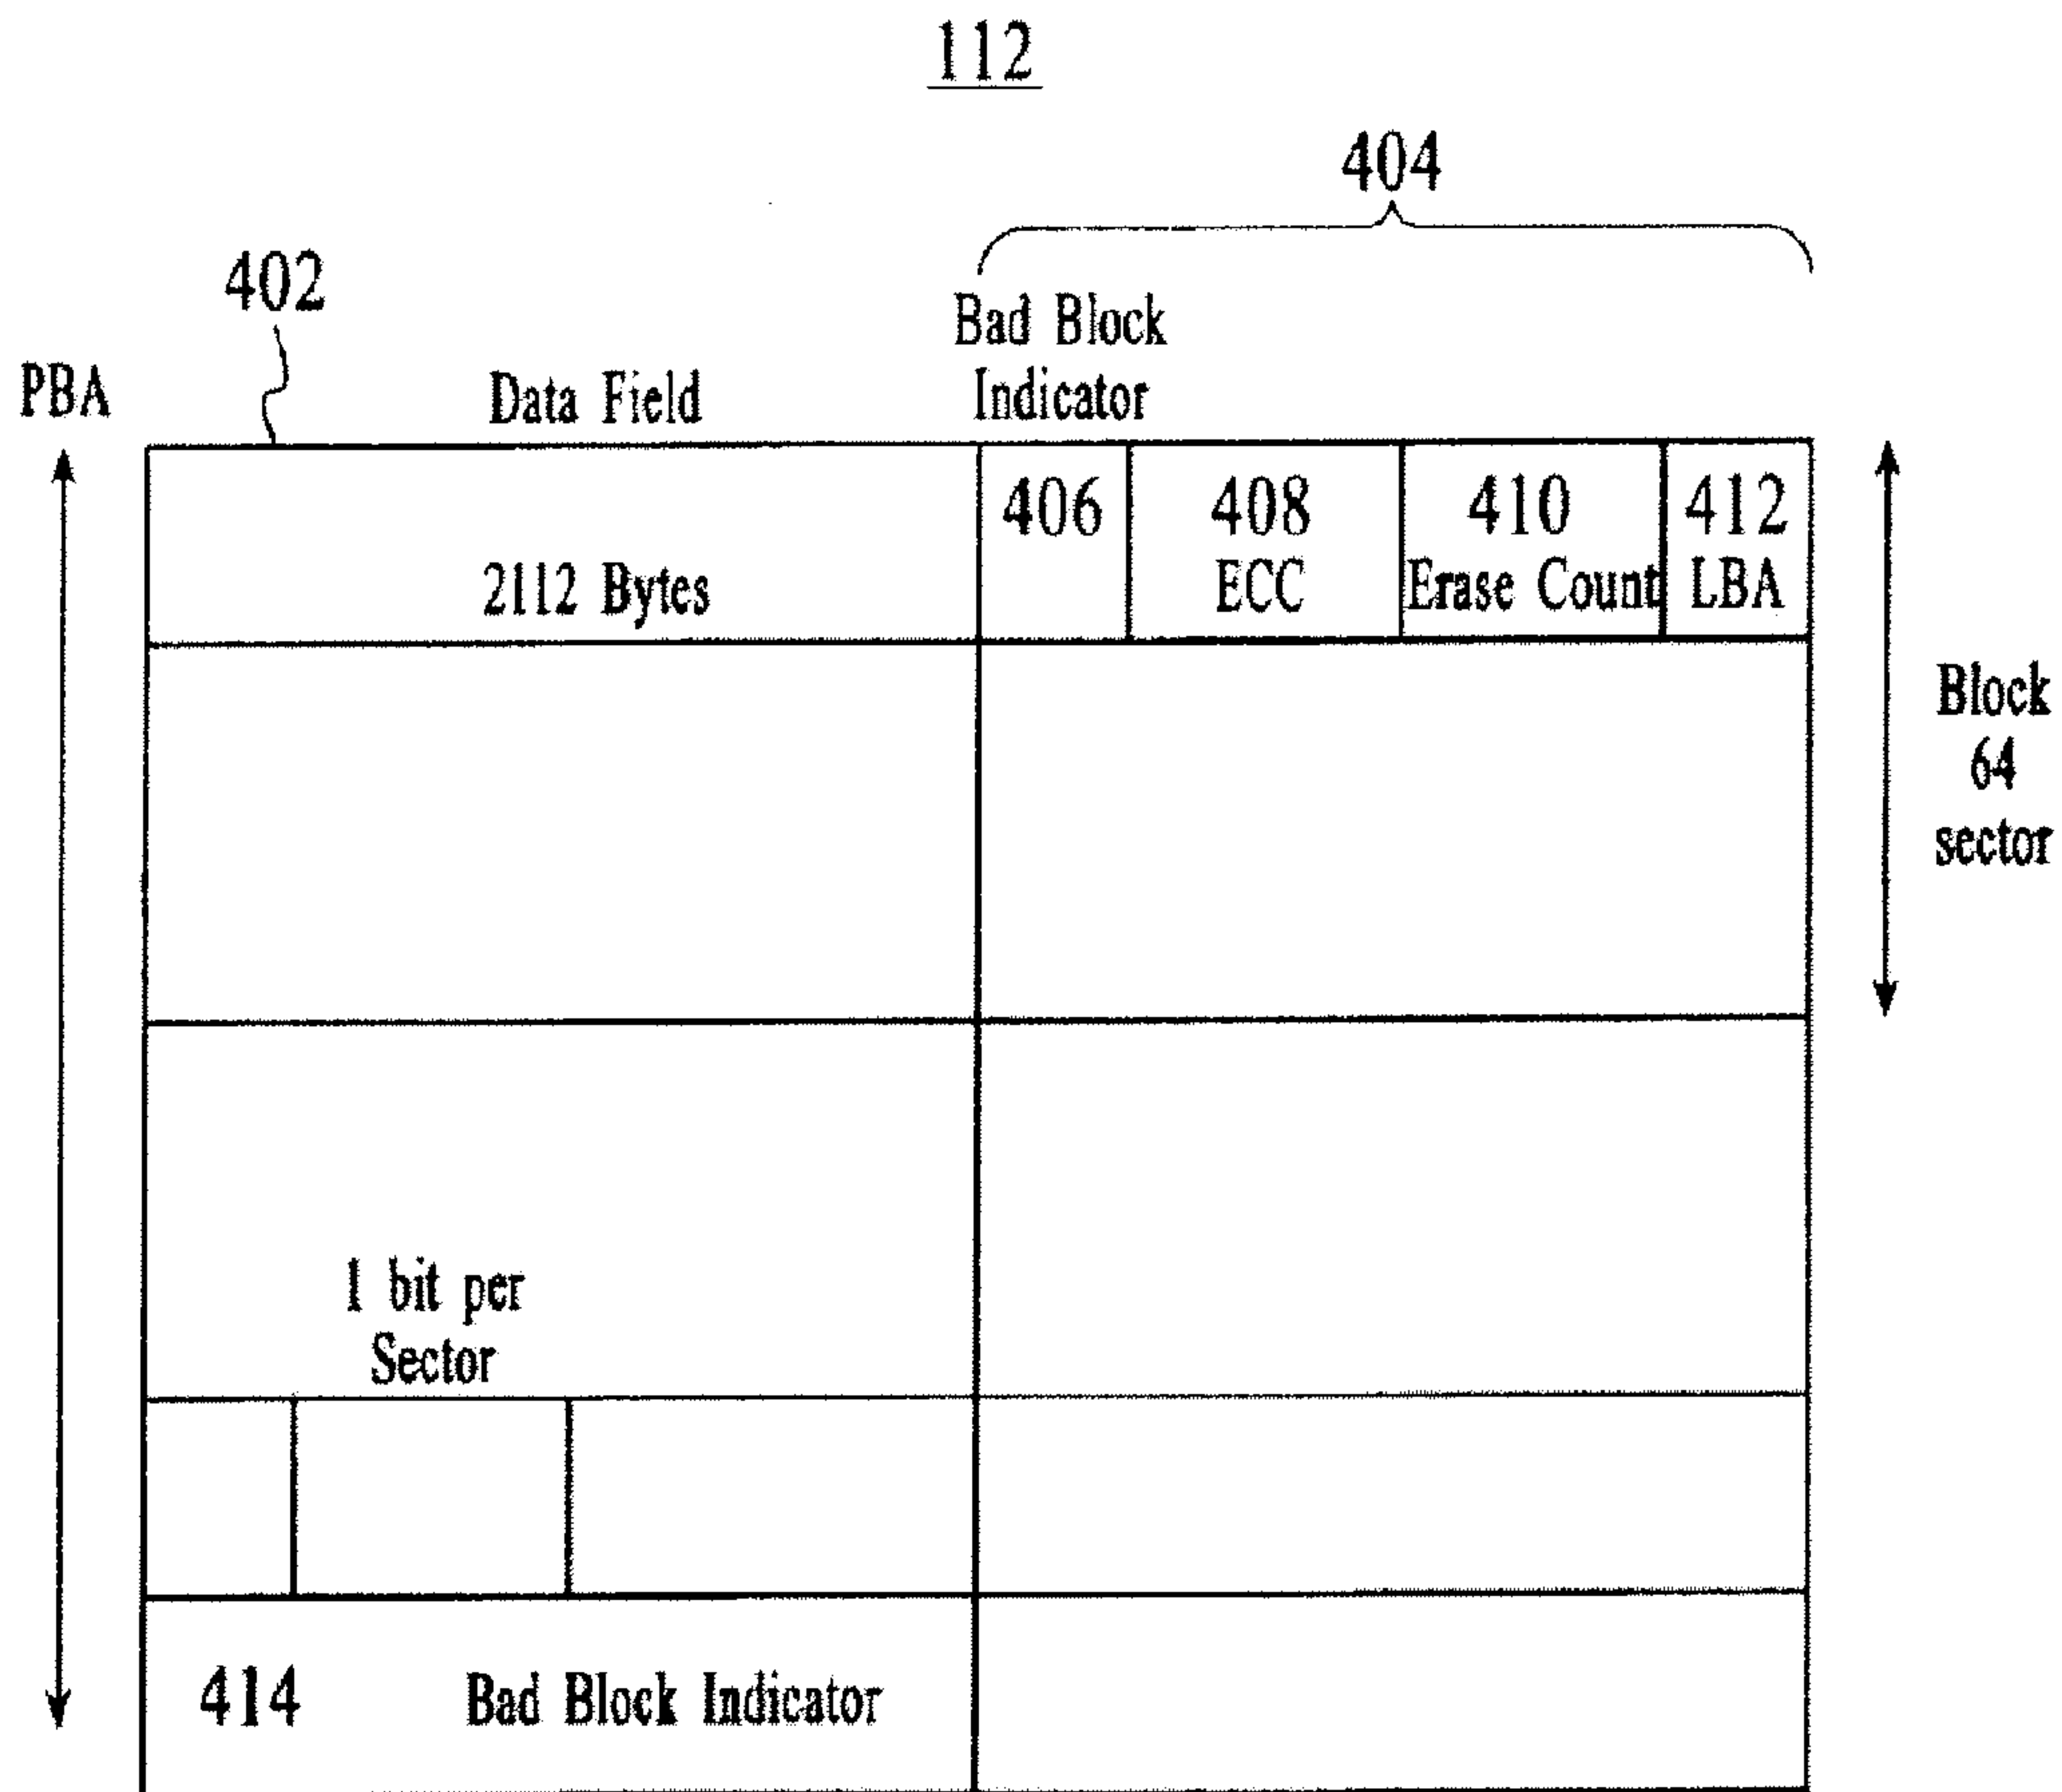 112
404
402
Bad Block
Indicator
PBA
Data Field
406
408
410
412
2112 Bytes
ECC
Erase Count
LBA
Block
64
sector
1 bit per
Sector
414
Bad Block Indicator